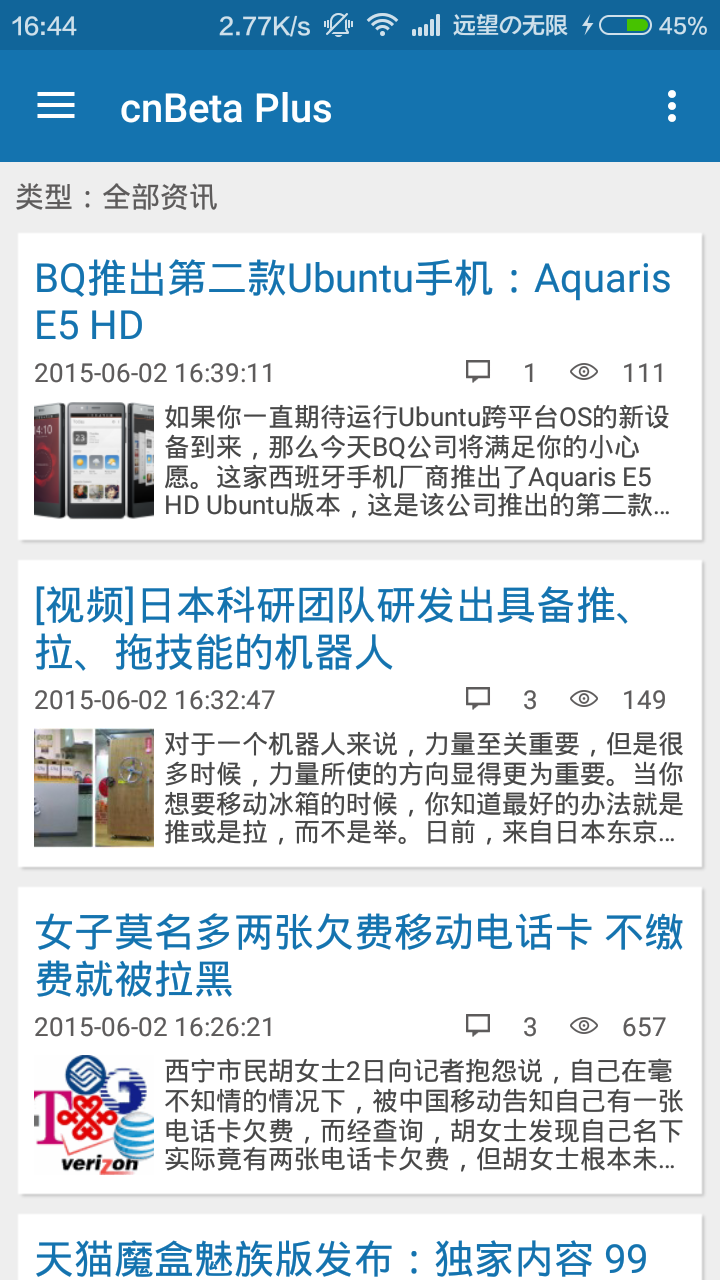 16:44 2.77K/s 远望の无限 45%
cnBeta Plus
类型：全部资讯
BQ推出第二款Ubuntu手机：Aquaris
E5 HD
2015-06-02 16:39:11 1 111
如果你一直期待运行Ubuntu跨平台OS的新设
备到来，那么今天BQ公司将满足你的小心
愿。这家西班牙手机厂商推出了Aquaris E5
HD Ubuntu版本，这是该公司推出的第二款…
[视频]日本科研团队研发出具备推、
拉、拖技能的机器人
2015-06-02 16:32:47 3 149
对于一个机器人来说，力量至关重要，但是很
多时候，力量所使的方向显得更为重要。当你
想要移动冰箱的时候，你知道最好的办法就是
推或是拉，而不是举。日前，来自日本东京…
女子莫名多两张欠费移动电话卡 不缴
费就被拉黑
2015-06-02 16:26:21 3 657
西宁市民胡女士2日向记者抱怨说，自己在毫
不知情的情况下，被中国移动告知自己有一张
电话卡欠费，而经查询，胡女士发现自己名下
实际竟有两张电话卡欠费，但胡女士根本未…
verizon
天猫魔盒魅族版发布：独家内容 99